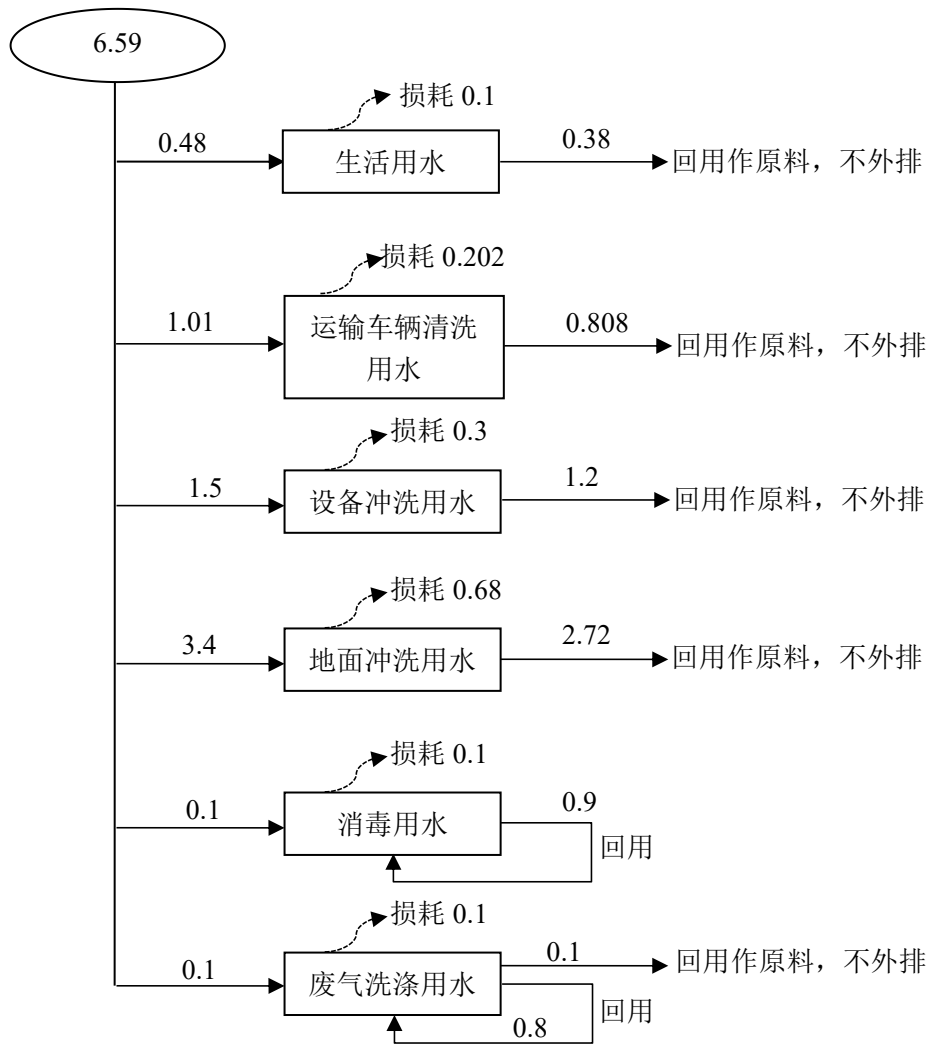 6.59
损耗 0.1
0.48
生活用水
0.38
回用作原料，不外排
损耗 0.202
1.01
运输车辆清洗
用水
0.808
回用作原料，不外排
损耗 0.3
1.5
设备冲洗用水
1.2
回用作原料，不外排
损耗 0.68
3.4
地面冲洗用水
2.72
回用作原料，不外排
损耗 0.1
0.1
消毒用水
0.9
回用
损耗 0.1
0.1
废气洗涤用水
0.1
回用作原料，不外排
回用
0.8